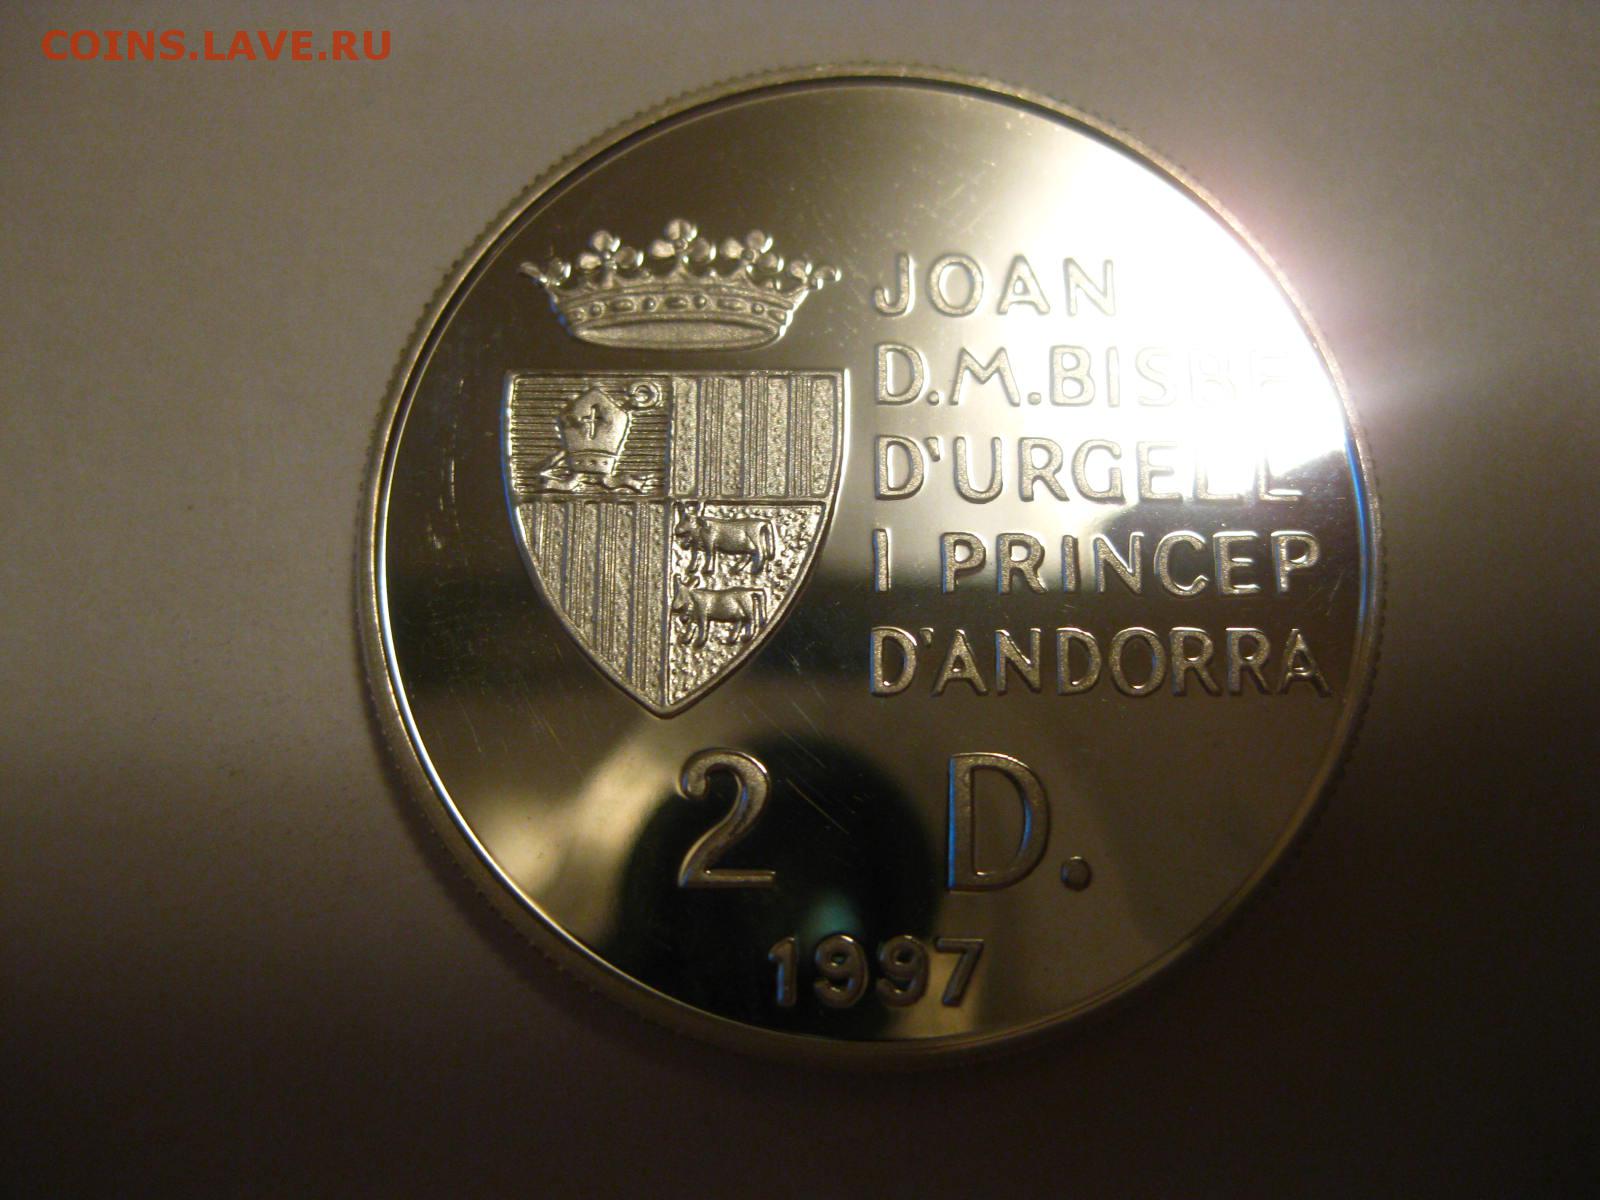 COINS.LAVE.RU
JOAN
D.M.BISBE
D'URGELL
I PRINCEP
D'ANDORRA
2 D.
1997